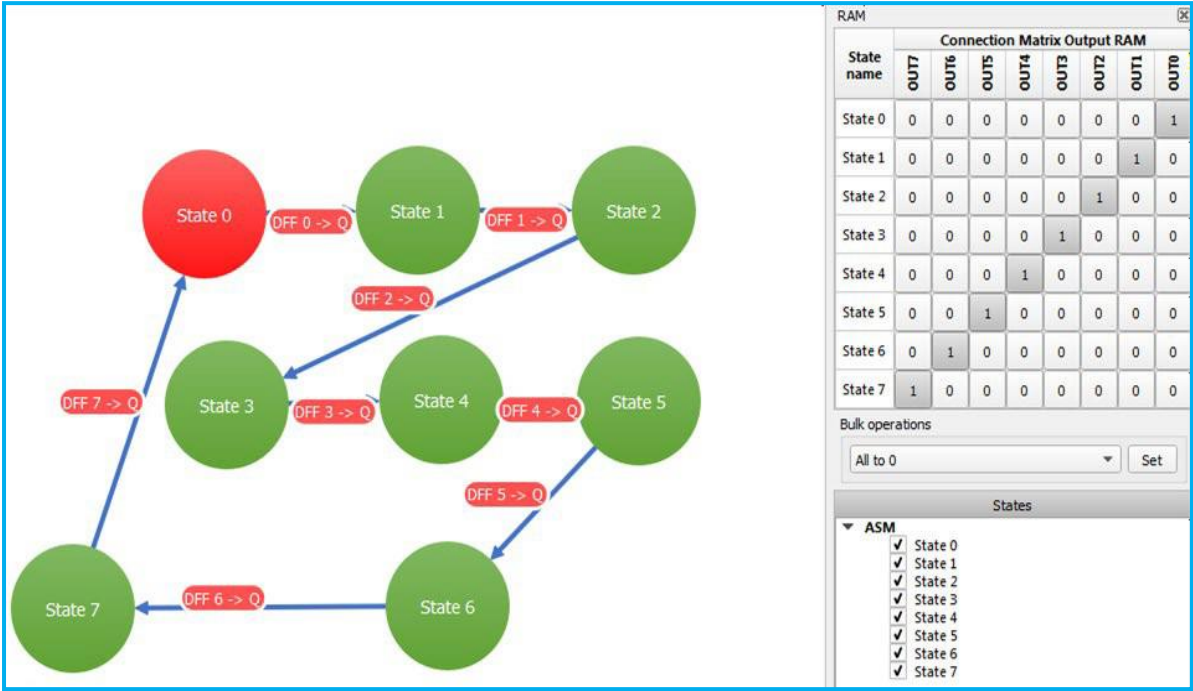 State 0
DFF 0 -> Q
State 1
DFF 1 -> Q
State 2
DFF 2 -> Q
DFF 7 -> Q
State 3
DFF 3 -> Q
State 4
DFF 4 -> Q
State 5
DFF 5 -> Q
State 7
DFF 6 -> Q
State 6
RAM
State name
Connection Matrix Output RAM
OUT7 OUT6 OUT5 OUT4 OUT3 OUT2 OUT1 OUT0
State 0 0 0 0 0 0 0 0 1
State 1 0 0 0 0 0 0 1 0
State 2 0 0 0 0 0 1 0 0
State 3 0 0 0 0 1 0 0 0
State 4 0 0 0 1 0 0 0 0
State 5 0 0 1 0 0 0 0 0
State 6 0 1 0 0 0 0 0 0
State 7 1 0 0 0 0 0 0 0
Bulk operations
All to 0 Set
States
ASM
State 0
State 1
State 2
State 3
State 4
State 5
State 6
State 7